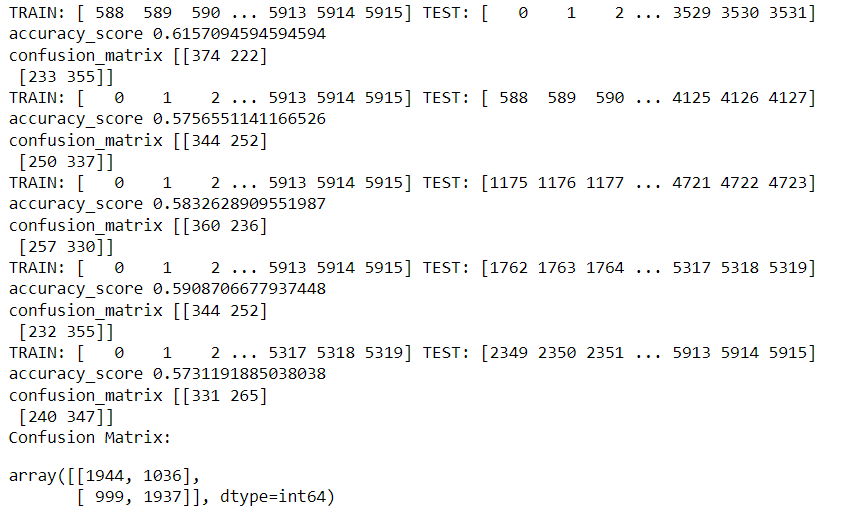 TRAIN: [ 588  589  590 ... 5913 5914 5915] TEST: [   0    1    2 ... 3529 3530 3531]
accuracy_score 0.6157094594594594
confusion_matrix [[374 222]
 [233 355]]
TRAIN: [   0    1    2 ... 5913 5914 5915] TEST: [ 588  589  590 ... 4125 4126 4127]
accuracy_score 0.5756551141166526
confusion_matrix [[344 252]
 [250 337]]
TRAIN: [   0    1    2 ... 5913 5914 5915] TEST: [1175 1176 1177 ... 4721 4722 4723]
accuracy_score 0.5832628909551987
confusion_matrix [[360 236]
 [257 330]]
TRAIN: [   0    1    2 ... 5913 5914 5915] TEST: [1762 1763 1764 ... 5317 5318 5319]
accuracy_score 0.5908706677937448
confusion_matrix [[344 252]
 [232 355]]
TRAIN: [   0    1    2 ... 5317 5318 5319] TEST: [2349 2350 2351 ... 5913 5914 5915]
accuracy_score 0.5731191885038038
confusion_matrix [[331 265]
 [240 347]]
Confusion Matrix:
array([[1944, 1036],
       [ 999, 1937]], dtype=int64)